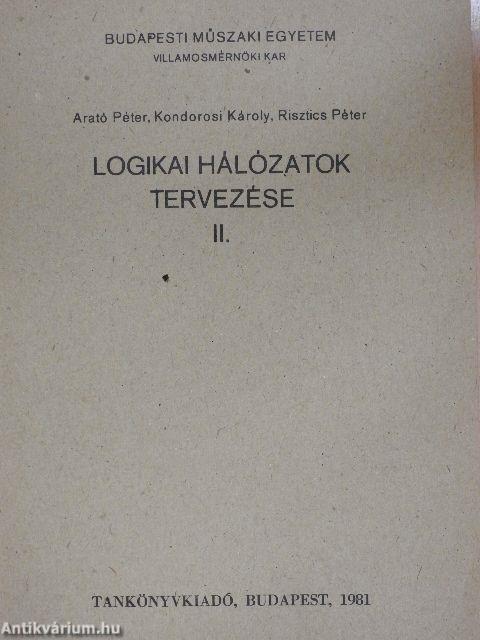 BUDAPESTI MŰSZAKI EGYETEM
VILLAMOSMÉRNÖKI KAR
Arató Péter, Kondorosi Károly, Risztics Péter
LOGIKAI HÁLÓZATOK
TERVEZÉSE
II.
TANKÖNYVKIADÓ, BUDAPEST, 1981
Antikvárium.hu